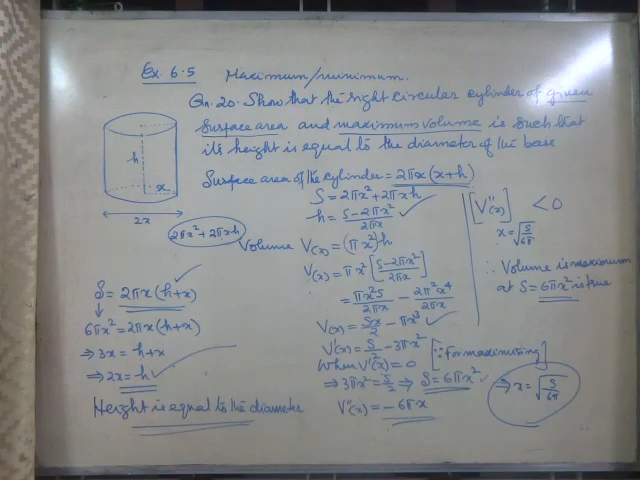 Ex. 6.5 Maximum/minimum.
Qn. 20. Show that the right circular cylinder of given
surface area and maximum volume is such that
its height is equal to the diameter of the base
h
x
2x
2πx²+2πxh
Surface area of the cylinder = 2πx(x+h)
S = 2πx²+2πxh
h = S-2πx²/2πx
Volume V(x) = (πx²)h
V(x) = πx² [S-2πx²/2πx]
= πx²S/2πx - 2π²x⁴/2πx
V(x) = Sx/2 - πx³
V'(x) = S/2 - 3πx² [∵ For maximising]
When V'(x) = 0
⇒ 3πx² = S/2 ⇒ S = 6πx²
⇒ x = √S/6π
V''(x) = -6πx
[V''(x)] < 0
x = √S/6π
∴ Volume is maximum
at S = 6πx² is true
S = 2πx(h+x)
↓
6πx² = 2πx(h+x)
⇒ 3x = h+x
⇒ 2x = h
Height is equal to the diameter